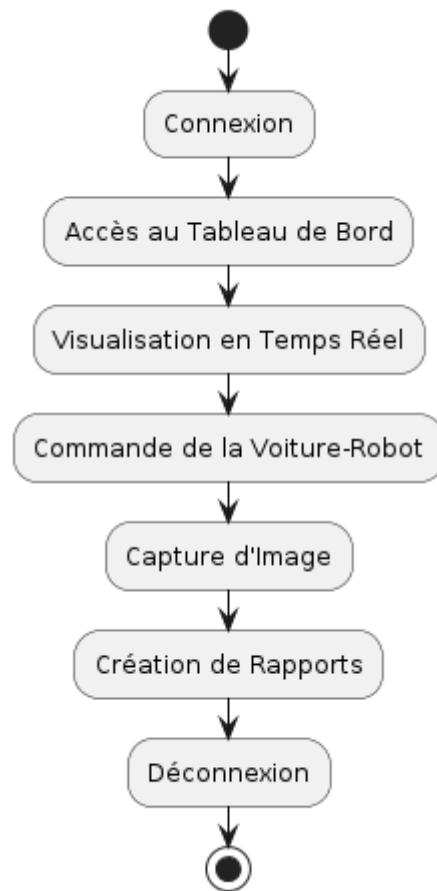 Connexion
Accès au Tableau de Bord
Visualisation en Temps Réel
Commande de la Voiture-Robot
Capture d'Image
Création de Rapports
Déconnexion